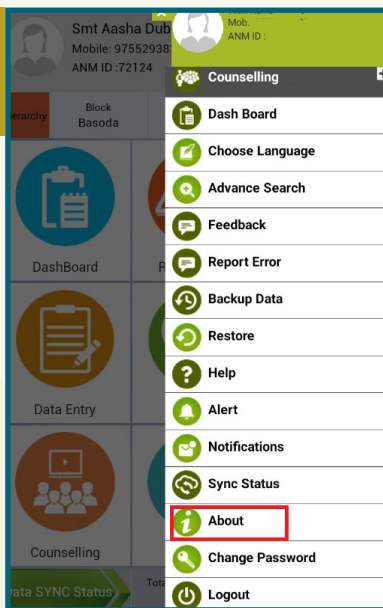 Smt Aasha Dub
Mobile: 97552938
ANM ID :72124
Mob.
ANM ID :
erarchy
Block
Basoda
DashBoard
Data Entry
Counselling
ata SYNC Status
Tota
Counselling
Dash Board
Choose Language
Advance Search
Feedback
Report Error
Backup Data
Restore
Help
Alert
Notifications
Sync Status
About
Change Password
Logout